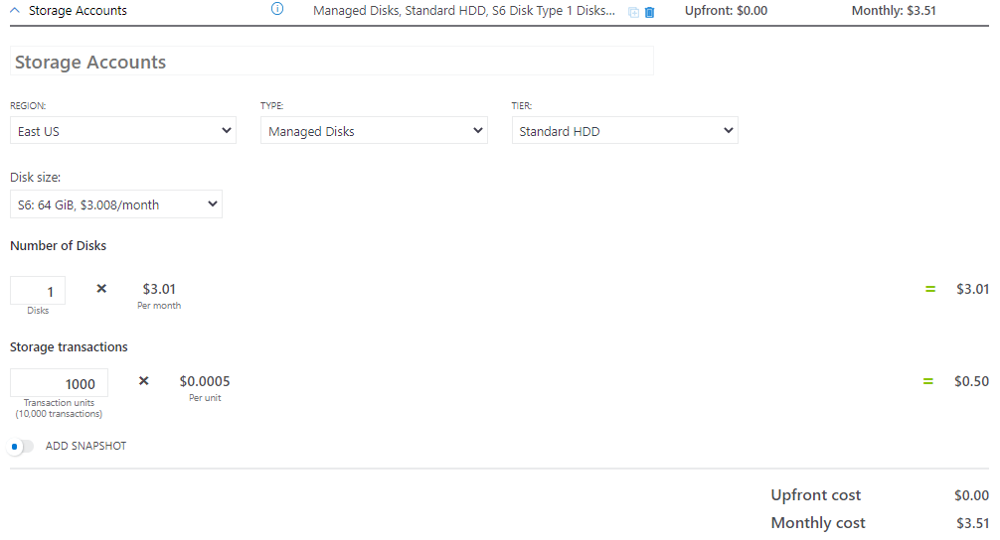 Storage Accounts Managed Disks, Standard HDD, S6 Disk Type 1 Disks... Upfront: $0.00 Monthly: $3.51
Storage Accounts
REGION: TYPE: TIER:
East US Managed Disks Standard HDD
Disk size:
S6: 64 GiB, $3.008/month
Number of Disks
1 × $3.01 = $3.01
Disks Per month
Storage transactions
1000 × $0.0005 = $0.50
Transaction units Per unit
(10,000 transactions)
ADD SNAPSHOT
Upfront cost $0.00
Monthly cost $3.51